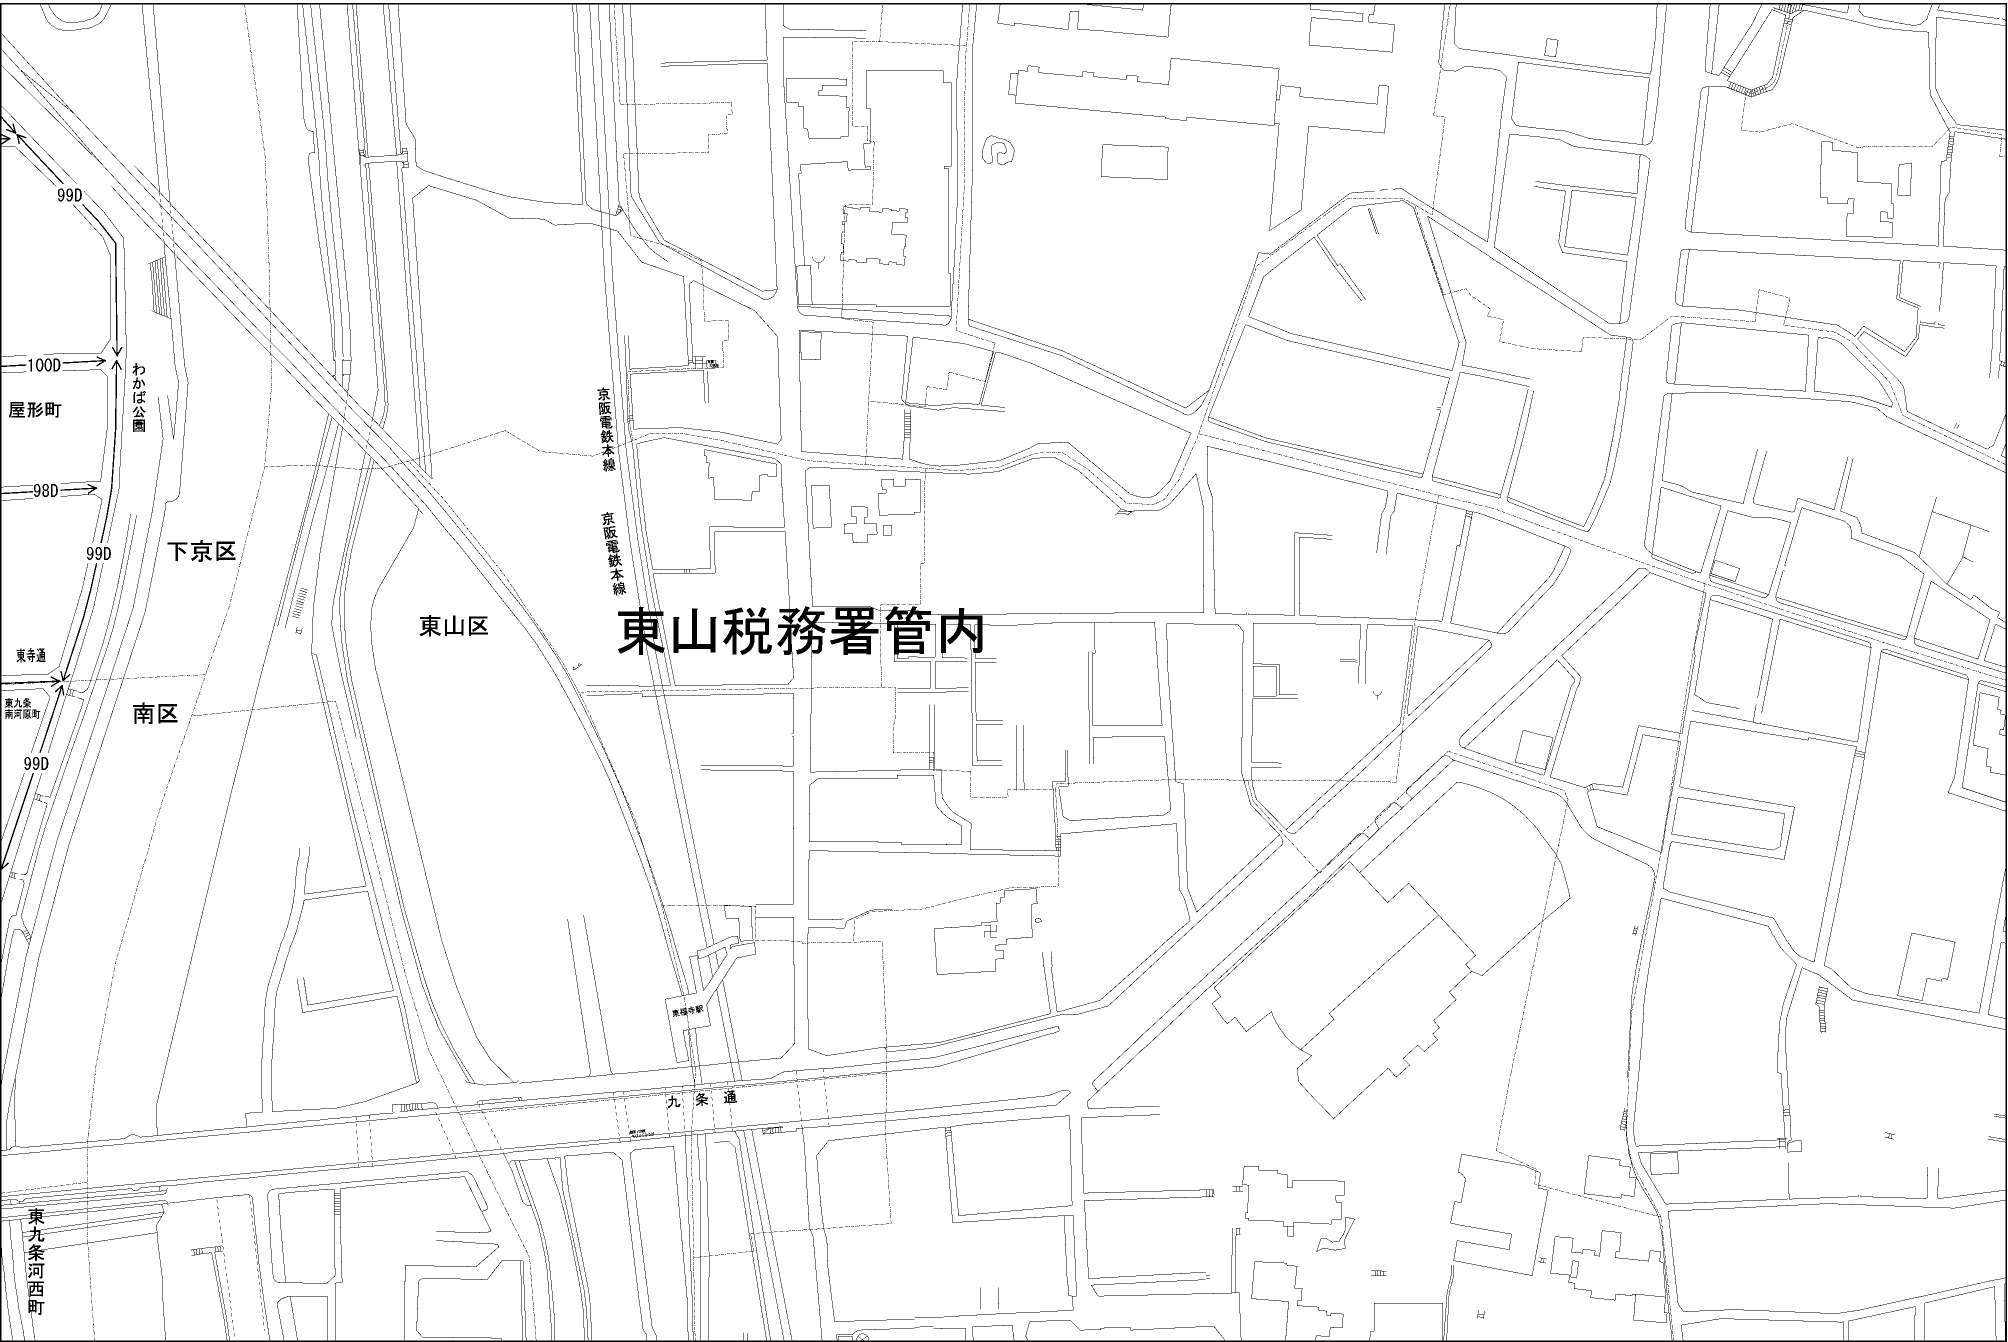 99D
100D
わかば公園
屋形町
京阪電鉄本線
98D
京阪電鉄本線
99D
下京区
東山区
東山税務署管内
東寺通
東九条
南河原町
南区
99D
東福寺駅
九条通
東九条河西町